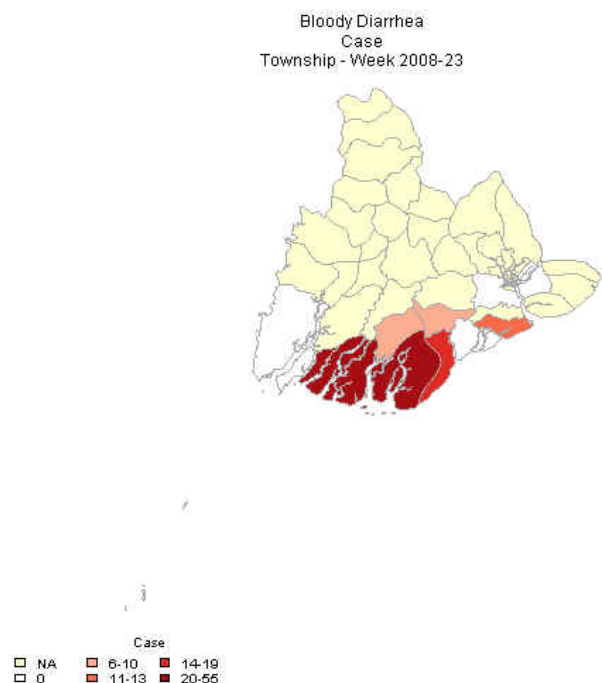 Bloody Diarrhea
Case
Township - Week 2008-23
Case
NA 6-10 14-19
0 11-13 20-55